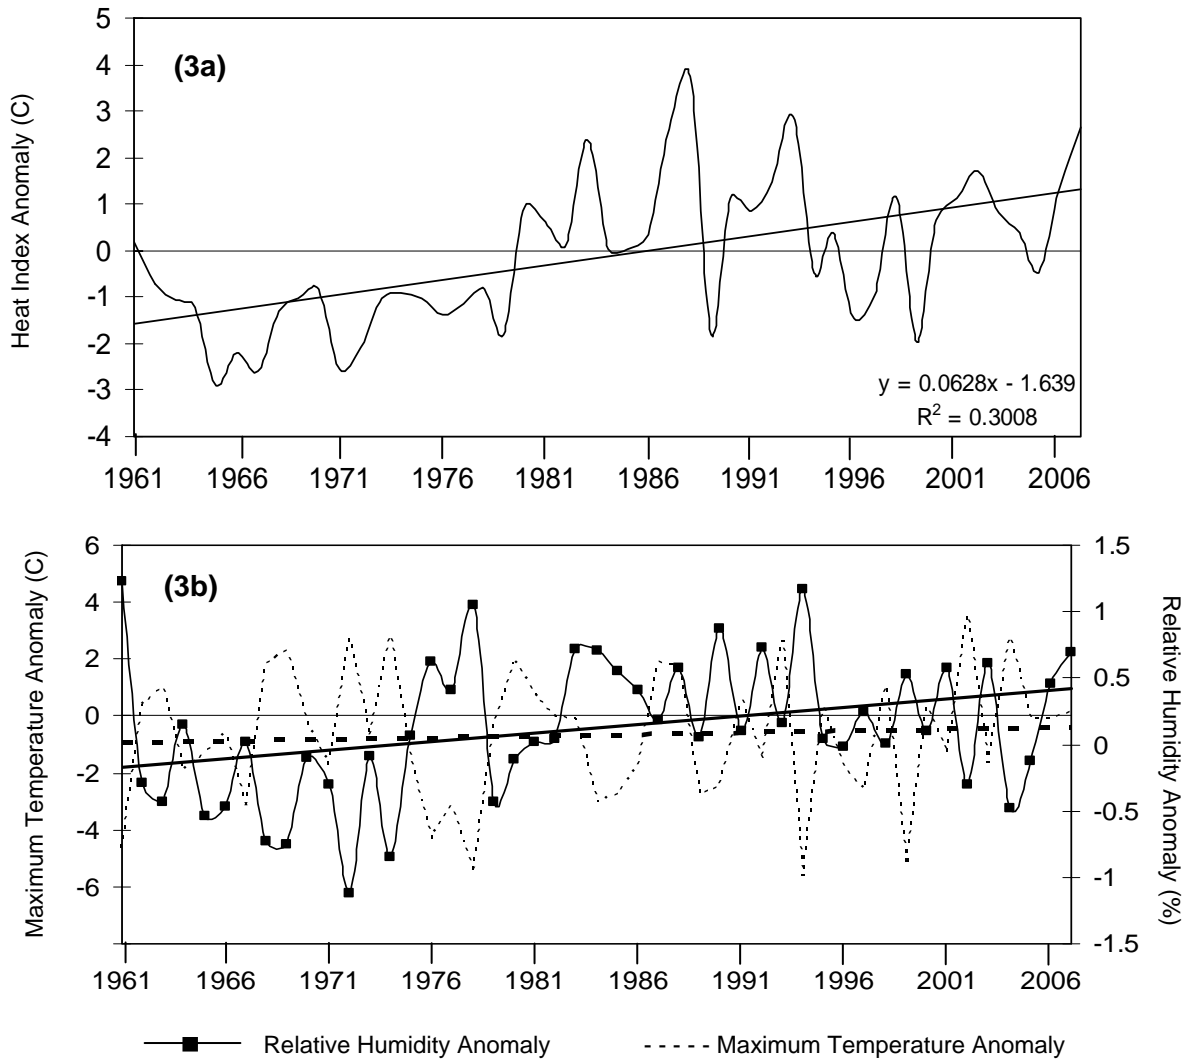 (3a)
Heat Index Anomaly (C)
5
4
3
2
1
0
-1
-2
-3
-4
y = 0.0628x - 1.639
R² = 0.3008
1961 1966 1971 1976 1981 1986 1991 1996 2001 2006
(3b)
Maximum Temperature Anomaly (C)
6
4
2
0
-2
-4
-6
1.5
1
0.5
0
-0.5
-1
-1.5
Relative Humidity Anomaly (%)
1961 1966 1971 1976 1981 1986 1991 1996 2001 2006
Relative Humidity Anomaly
Maximum Temperature Anomaly